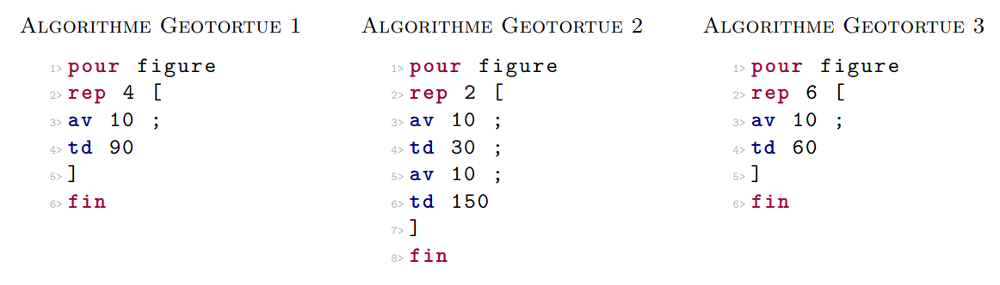 Algorithme Geotortue 1
1> pour figure
2> rep 4 [
3> av 10 ;
4> td 90
5> ]
6> fin
Algorithme Geotortue 2
1> pour figure
2> rep 2 [
3> av 10 ;
4> td 30 ;
5> av 10 ;
6> td 150
7> ]
8> fin
Algorithme Geotortue 3
1> pour figure
2> rep 6 [
3> av 10 ;
4> td 60
5> ]
6> fin